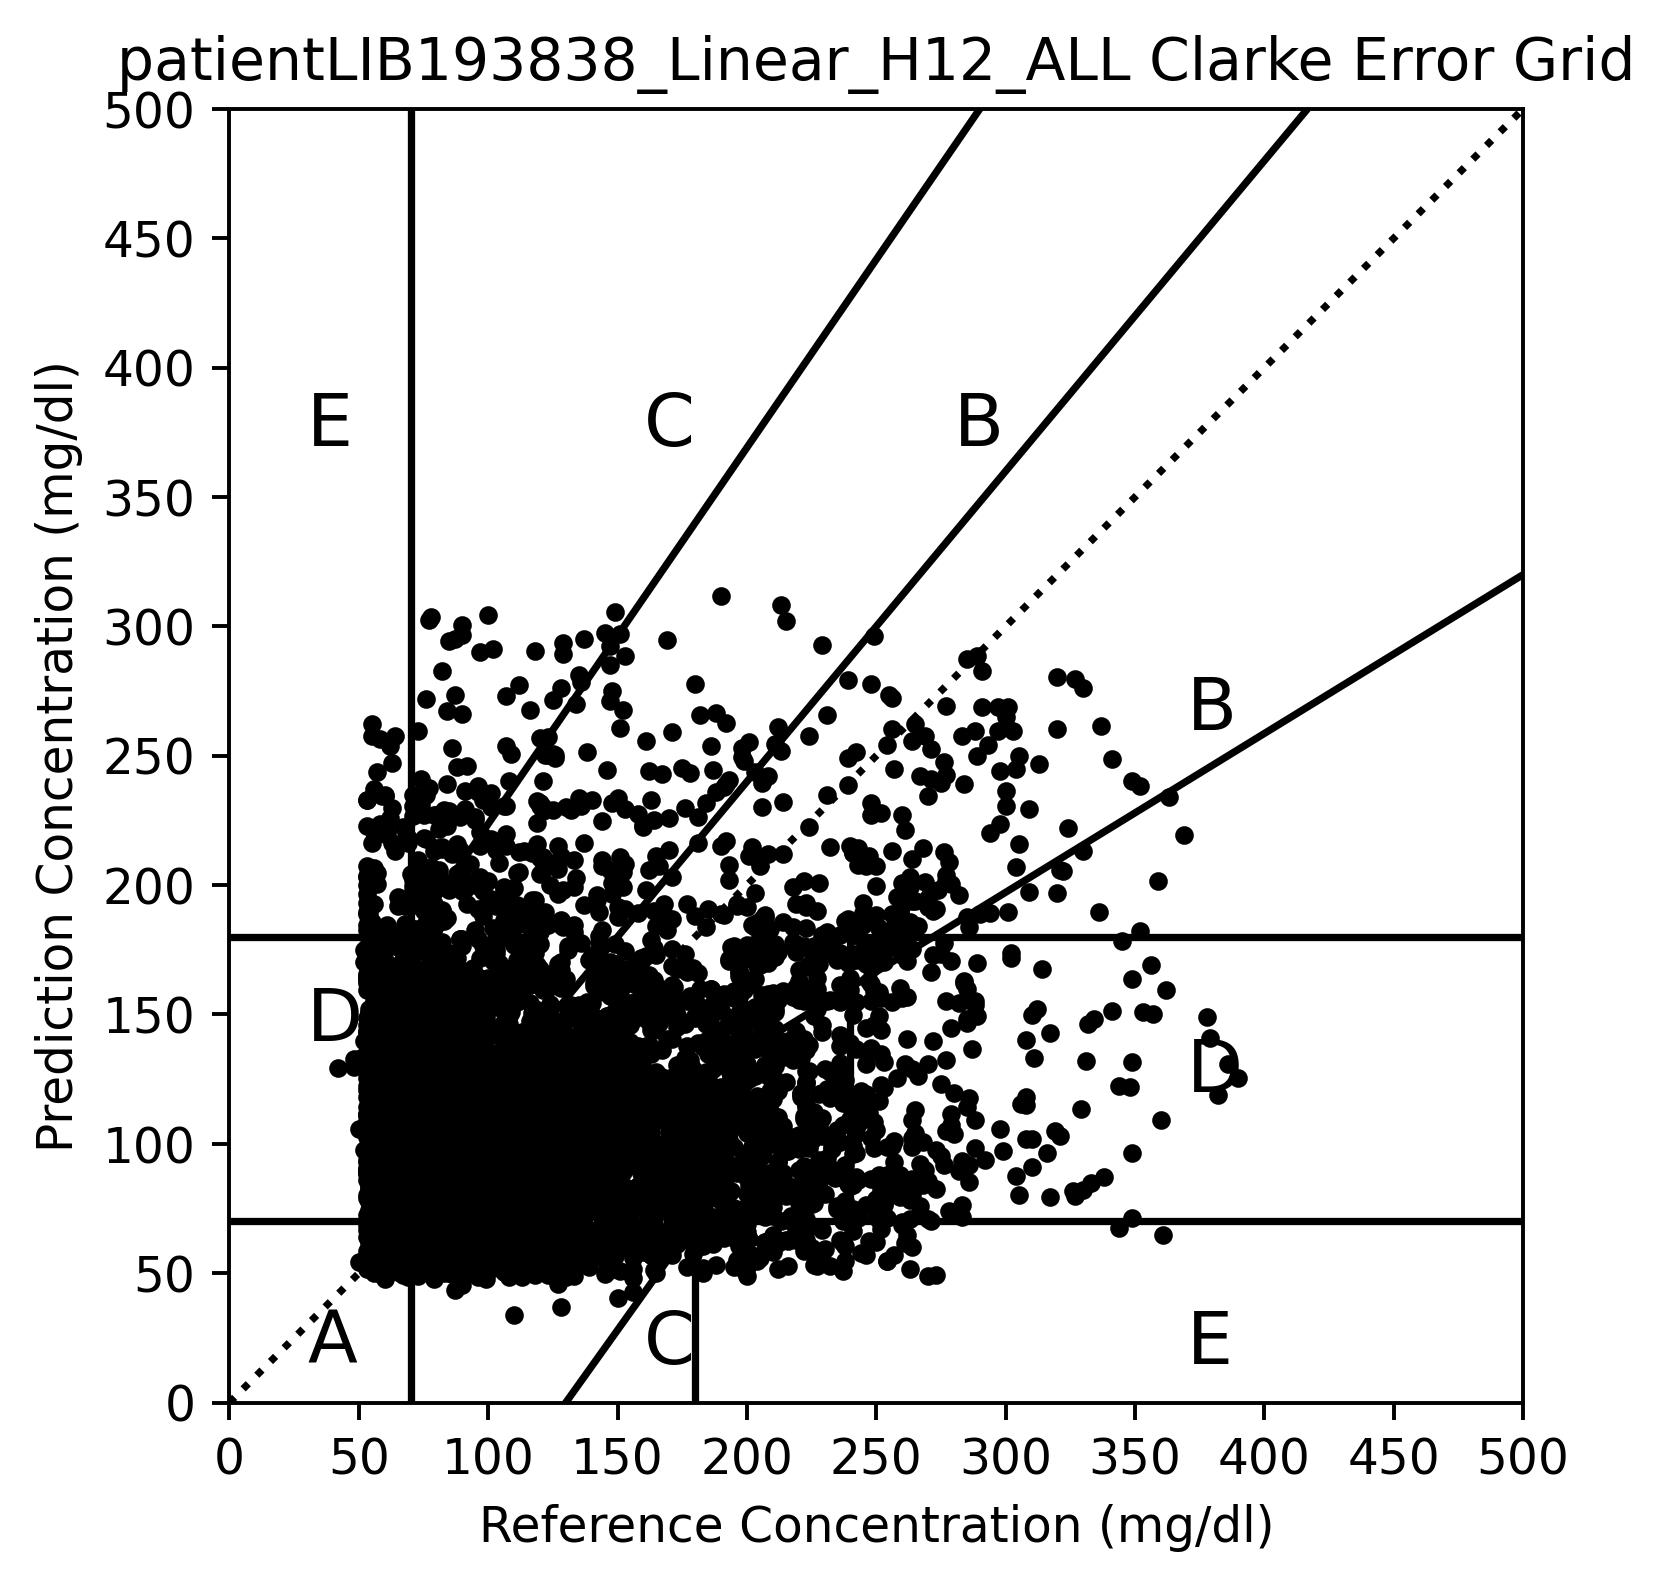 patientLIB193838_Linear_H12_ALL Clarke Error Grid
500
450
400
350
300
250
200
150
100
50
0
Prediction Concentration (mg/dl)
E
C
B
B
D
D
A
C
E
0 50 100 150 200 250 300 350 400 450 500
Reference Concentration (mg/dl)